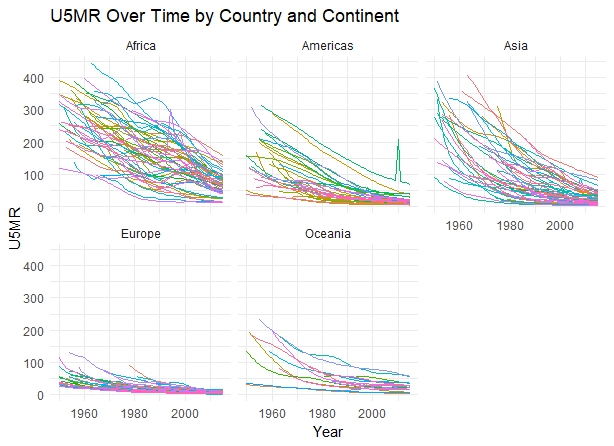 U5MR Over Time by Country and Continent
Africa Americas Asia
400
300
200
100
0
1960 1980 2000
Europe Oceania
400
300
200
100
0
1960 1980 2000 1960 1980 2000
U5MR
Year